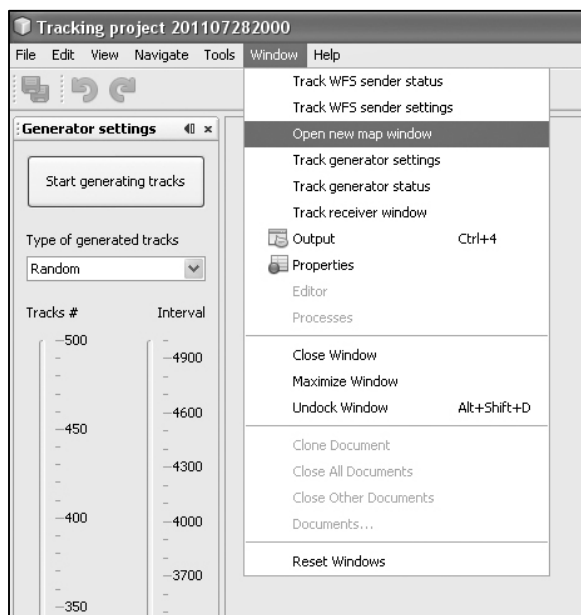 Tracking project 201107282000
File Edit View Navigate Tools Window Help
Generator settings
Start generating tracks
Type of generated tracks
Random
Tracks # Interval
500
450
400
350
4900
4600
4300
4000
3700
Track WFS sender status
Track WFS sender settings
Open new map window
Track generator settings
Track generator status
Track receiver window
Output Ctrl+4
Properties
Editor
Processes
Close Window
Maximize Window
Undock Window Alt+Shift+D
Clone Document
Close All Documents
Close Other Documents
Documents...
Reset Windows